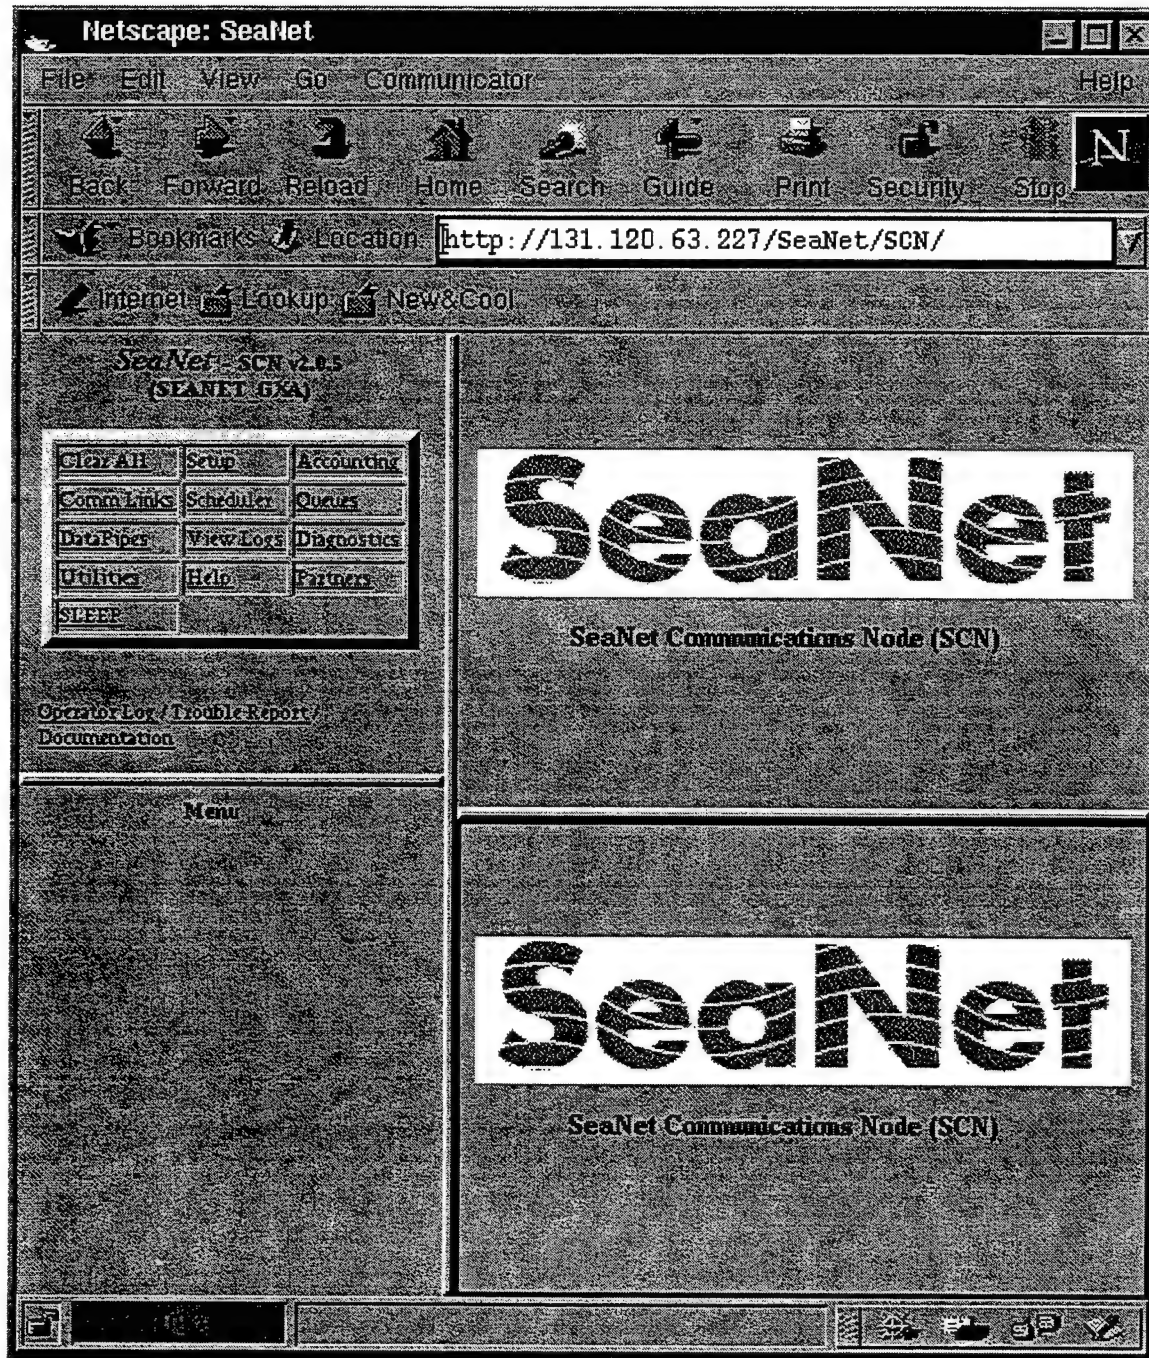 Netscape: SeaNet
File Edit View Go Communicator Help
Back Forward Reload Home Search Guide Print Security Stop
N
Bookmarks Location: http://131.120.63.227/SeaNet/SCN/
Internet Lookup New&Cool
SeaNet - SCN v2.0.5
(SEANET_GXA)
Clear All Setup Accounting
Comm Links Scheduler Queues
DataPipes View Logs Diagnostics
Utilities Help Partners
SLEEP
Operator Log / Trouble Report /
Documentation
Menu
SeaNet
SeaNet Communications Node (SCN)
SeaNet
SeaNet Communications Node (SCN)